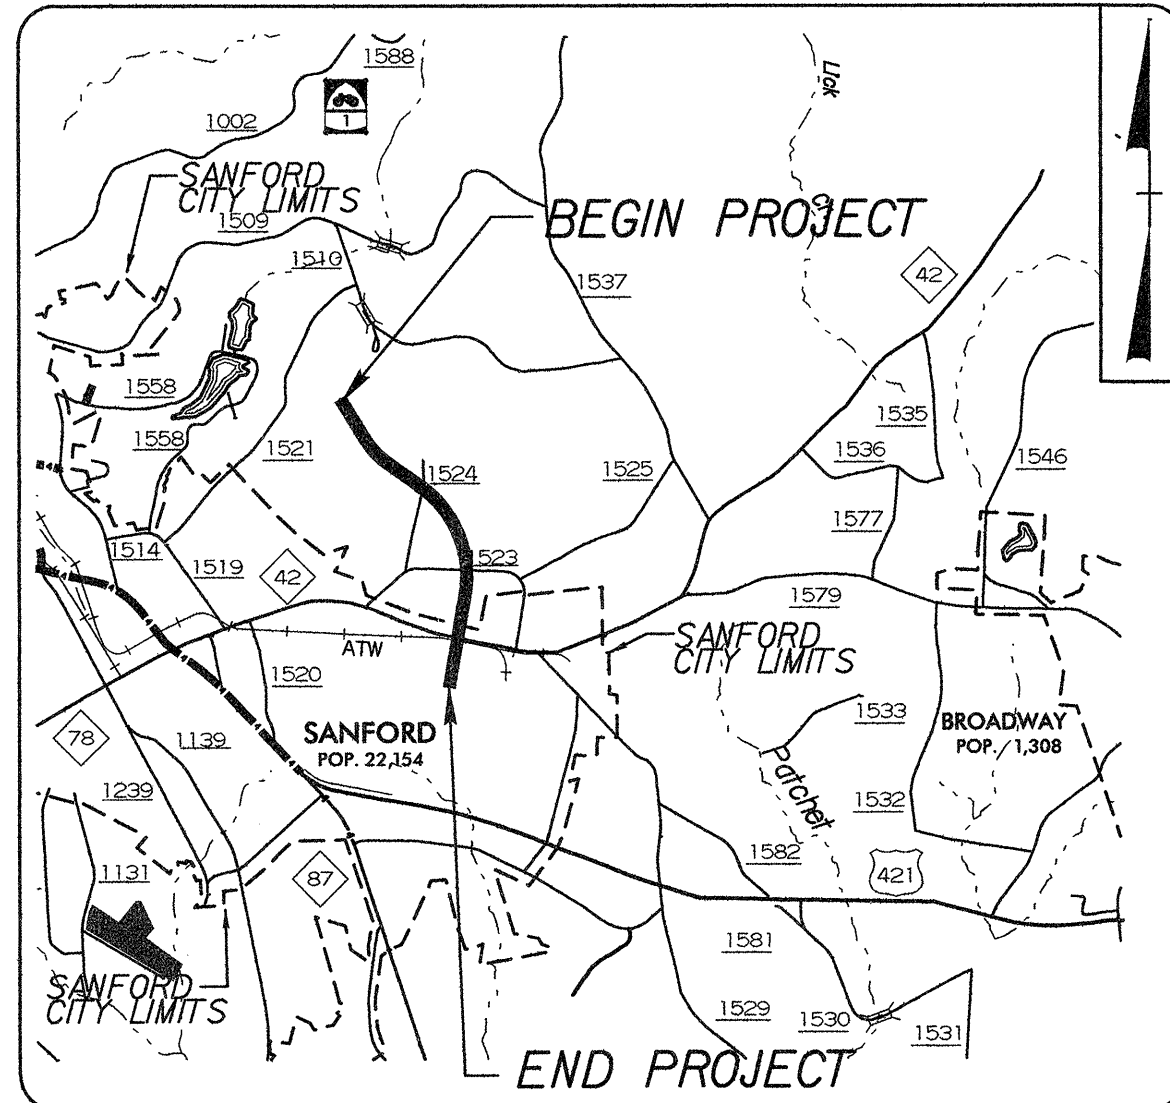 1588
1
1002
Lick
SANFORD
CITY LIMITS
1509
Cr
BEGIN PROJECT
1510
1537
42
1558
1535
1558
1521
1524
1525
1536
1546
1577
1514
1519
42
1523
1579
ATW
SANFORD
CITY LIMITS
1520
1533
78
1139
SANFORD
POP. 22,154
BROADWAY
POP. 1,308
1239
Patchet
1532
1131
87
1582
421
1581
SANFORD
CITY LIMITS
1529
1530
1531
END PROJECT